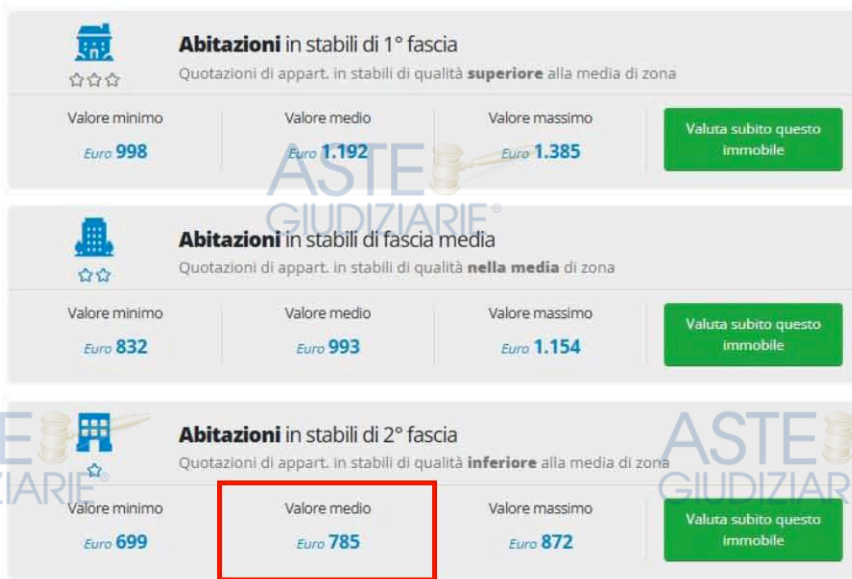 Abitazioni in stabili di 1° fascia
Quotazioni di appart. in stabili di qualità superiore alla media di zona
Valore minimo Valore medio Valore massimo
Euro 998 Euro 1.192 Euro 1.385
Valuta subito questo
immobile
ASTE
GIUDIZIARIE®
Abitazioni in stabili di fascia media
Quotazioni di appart. in stabili di qualità nella media di zona
Valore minimo Valore medio Valore massimo
Euro 832 Euro 993 Euro 1.154
Valuta subito questo
immobile
Abitazioni in stabili di 2° fascia
Quotazioni di appart. in stabili di qualità inferiore alla media di zona
Valore minimo Valore medio Valore massimo
Euro 699 Euro 785 Euro 872
Valuta subito questo
immobile
E
ZIARIE®
ASTE
GIUDIZIAR